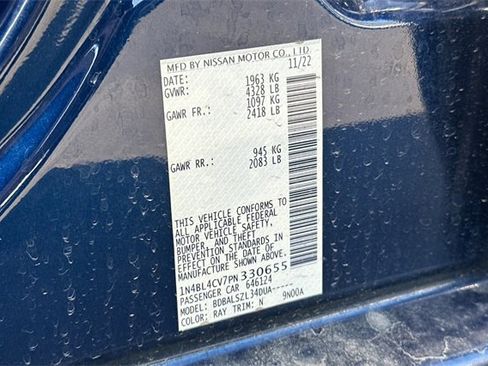 MFD BY NISSAN MOTOR CO., LTD.
DATE: 11/22
GVWR: 1963 KG
4328 LB
GAWR FR.: 1097 KG
2418 LB
GAWR RR.: 945 KG
2083 LB
THIS VEHICLE CONFORMS TO
ALL APPLICABLE FEDERAL
MOTOR VEHICLE SAFETY,
BUMPER, AND THEFT
PREVENTION STANDARDS IN
EFFECT ON THE DATE OF
MANUFACTURE SHOWN ABOVE.
1N4BL4CV7PN330655
PASSENGER CAR 646124
MODEL: BDBALSZL34DUA-----
COLOR: RAY TRIM: N 9N00A